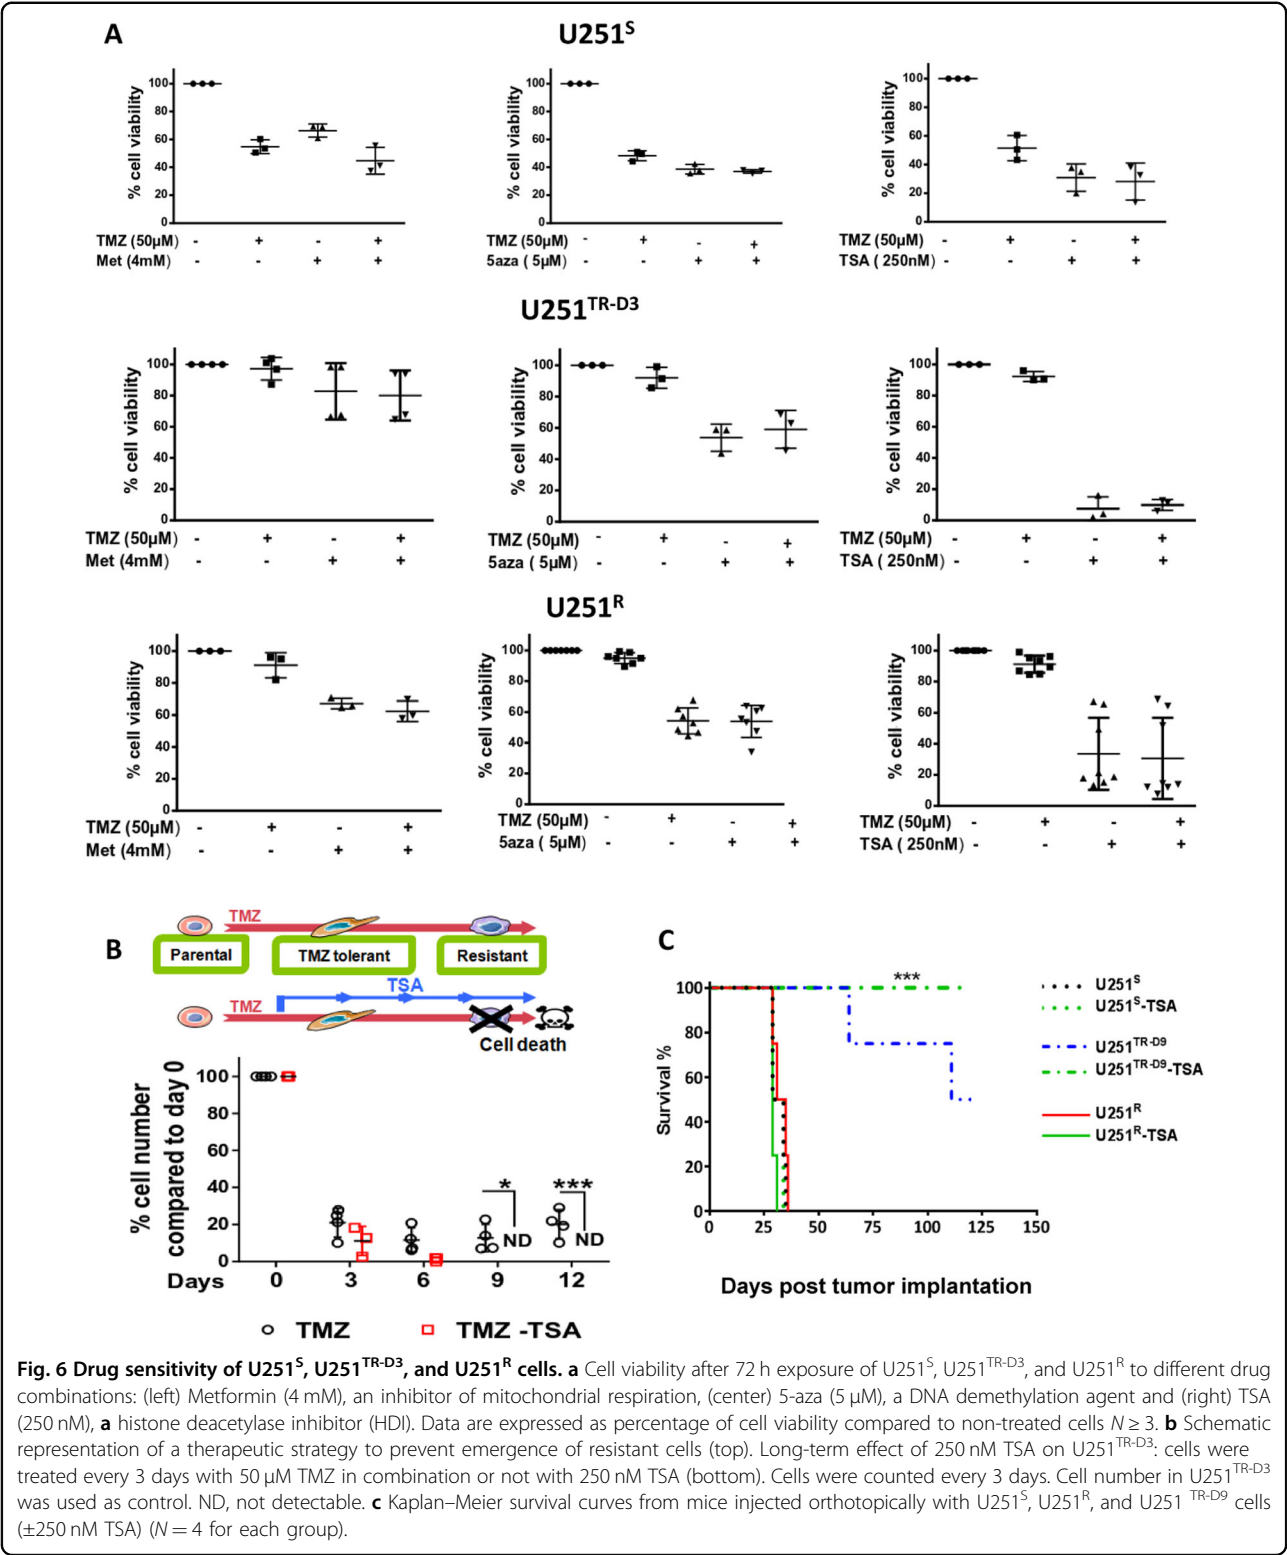 A
U251S
% cell viability
100
80
60
40
20
0
TMZ (50µM) - + - +
Met (4mM) - - + +
% cell viability
100
80
60
40
20
0
TMZ (50µM) - + - +
5aza ( 5µM) - - + +
% cell viability
100
80
60
40
20
0
TMZ (50µM) - + - +
TSA ( 250nM) - - + +
U251TR-D3
% cell viability
100
80
60
40
20
0
TMZ (50µM) - + - +
Met (4mM) - - + +
% cell viability
100
80
60
40
20
0
TMZ (50µM) - + - +
5aza ( 5µM) - - + +
% cell viability
100
80
60
40
20
0
TMZ (50µM) - + - +
TSA ( 250nM) - - + +
U251R
% cell viability
100
80
60
40
20
0
TMZ (50µM) - + - +
Met (4mM) - - + +
% cell viability
100
80
60
40
20
0
TMZ (50µM) - + - +
5aza ( 5µM) - - + +
% cell viability
100
80
60
40
20
0
TMZ (50µM) - + - +
TSA ( 250nM) - - + +
B
TMZ
Parental TMZ tolerant Resistant
TSA
TMZ
Cell death
% cell number
compared to day 0
100
80
60
40
20
0
* ***
ND ND
Days 0 3 6 9 12
TMZ TMZ -TSA
C
Survival %
100
80
60
40
20
0
***
0 25 50 75 100 125 150
Days post tumor implantation
U251S
U251S-TSA
U251TR-D9
U251TR-D9-TSA
U251R
U251R-TSA
Fig. 6 Drug sensitivity of U251S, U251TR-D3, and U251R cells. a Cell viability after 72 h exposure of U251S, U251TR-D3, and U251R to different drug
combinations: (left) Metformin (4 mM), an inhibitor of mitochondrial respiration, (center) 5-aza (5 µM), a DNA demethylation agent and (right) TSA
(250 nM), a histone deacetylase inhibitor (HDI). Data are expressed as percentage of cell viability compared to non-treated cells N ≥ 3. b Schematic
representation of a therapeutic strategy to prevent emergence of resistant cells (top). Long-term effect of 250 nM TSA on U251TR-D3: cells were
treated every 3 days with 50 µM TMZ in combination or not with 250 nM TSA (bottom). Cells were counted every 3 days. Cell number in U251TR-D3
was used as control. ND, not detectable. c Kaplan–Meier survival curves from mice injected orthotopically with U251S, U251R, and U251 TR-D9 cells
(±250 nM TSA) (N = 4 for each group).